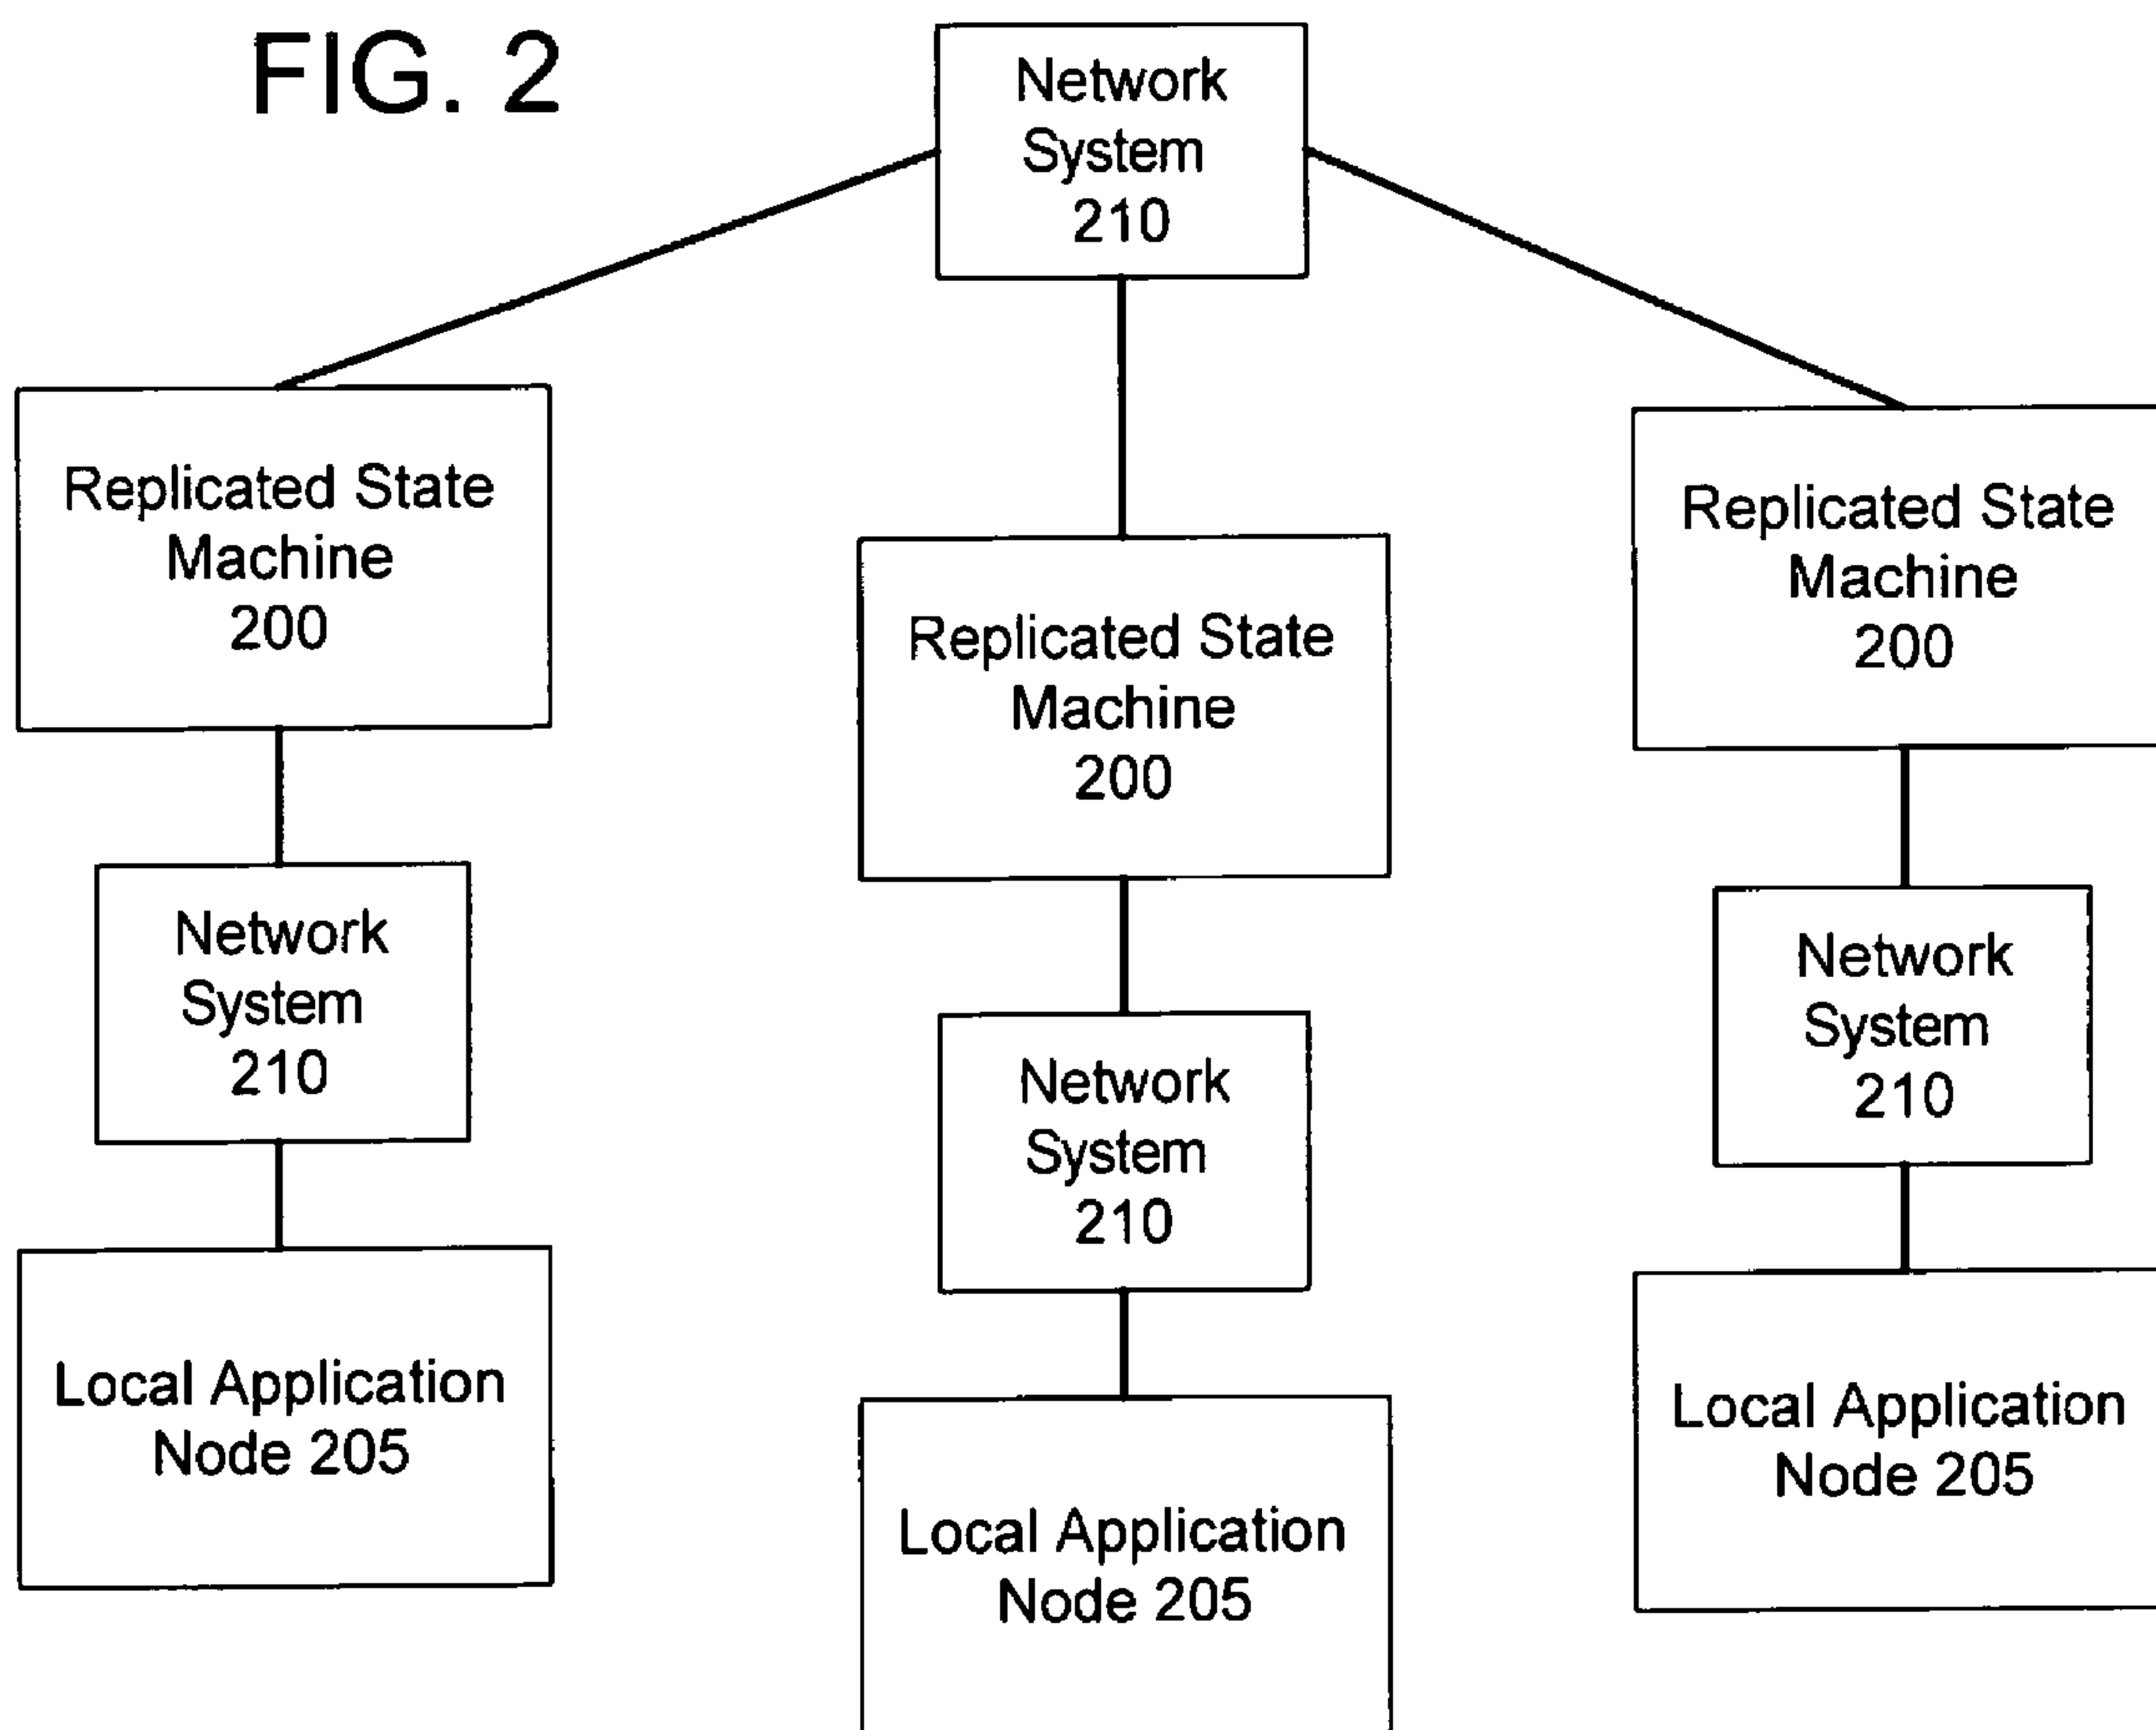 FIG. 2
Network
System
210
Replicated State
Machine
200
Replicated State
Machine
200
Replicated State
Machine
200
Network
System
210
Network
System
210
Network
System
210
Local Application
Node 205
Local Application
Node 205
Local Application
Node 205